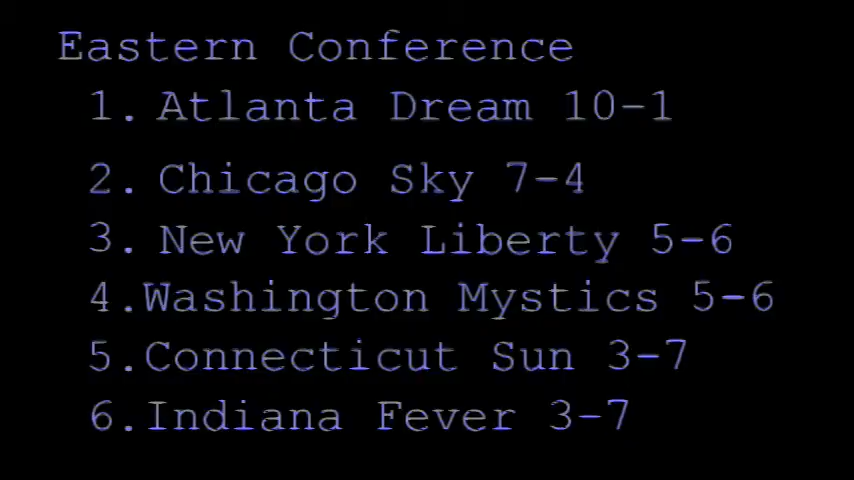 Eastern Conference
1. Atlanta Dream 10-1
2. Chicago Sky 7-4
3. New York Liberty 5-6
4.Washington Mystics 5-6
5.Connecticut Sun 3-7
6.Indiana Fever 3-7